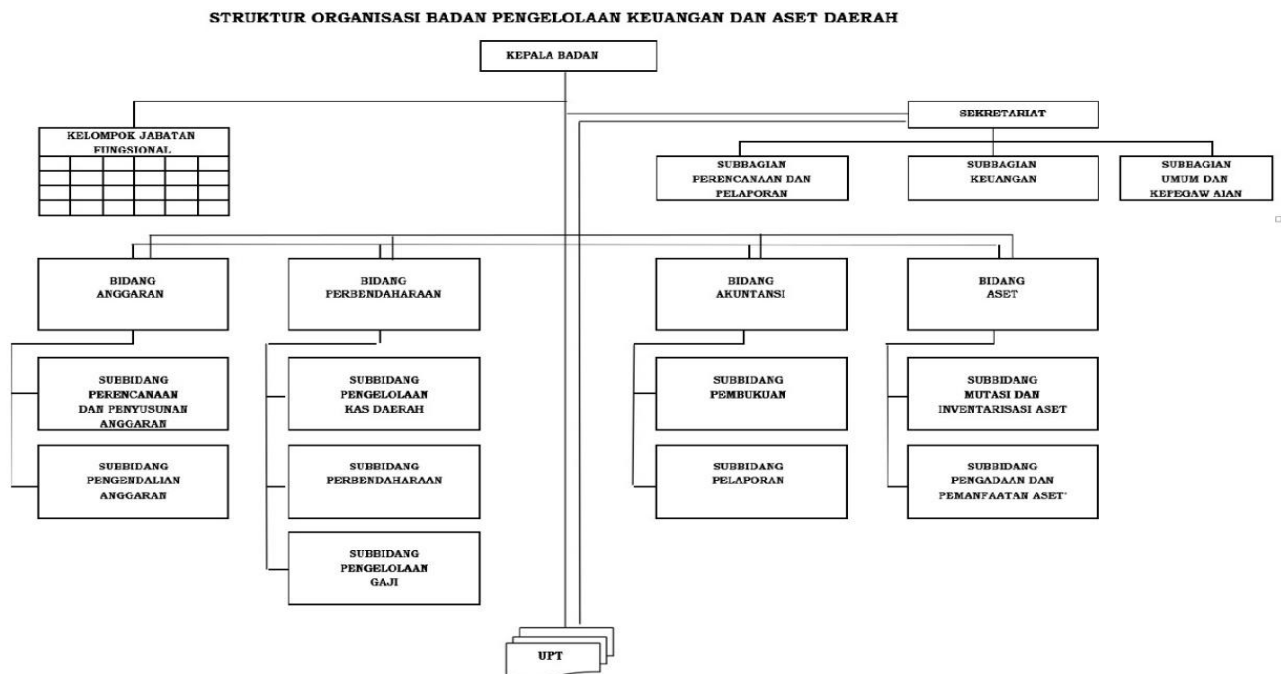 STRUKTUR ORGANISASI BADAN PENGELOLAAN KEUANGAN DAN ASET DAERAH
KEPALA BADAN
SEKRETARIAT
KELOMPOK JABATAN
FUNGSIONAL
SUBBAGIAN
PERENCANAAN DAN
PELAPORAN
SUBBAGIAN
KEUANGAN
SUBBAGIAN
UMUM DAN
KEPEGAW AIAN
BIDANG
ANGGARAN
BIDANG
PERBENDAHARAAN
BIDANG
AKUNTANSI
BIDANG
ASET
SUBBIDANG
PERENCANAAN
DAN PENYUSUNAN
ANGGARAN
SUBBIDANG
PENGELOLAAN
KAS DAERAH
SUBBIDANG
PEMBUKUAN
SUBBIDANG
MUTASI DAN
INVENTARISASI ASET
SUBBIDANG
PENGENDALIAN
ANGGARAN
SUBBIDANG
PERBENDAHARAAN
SUBBIDANG
PELAPORAN
SUBBIDANG
PENGADAAN DAN
PEMANFAATAN ASET'
SUBBIDANG
PENGELOLAAN
GAJI
UPT